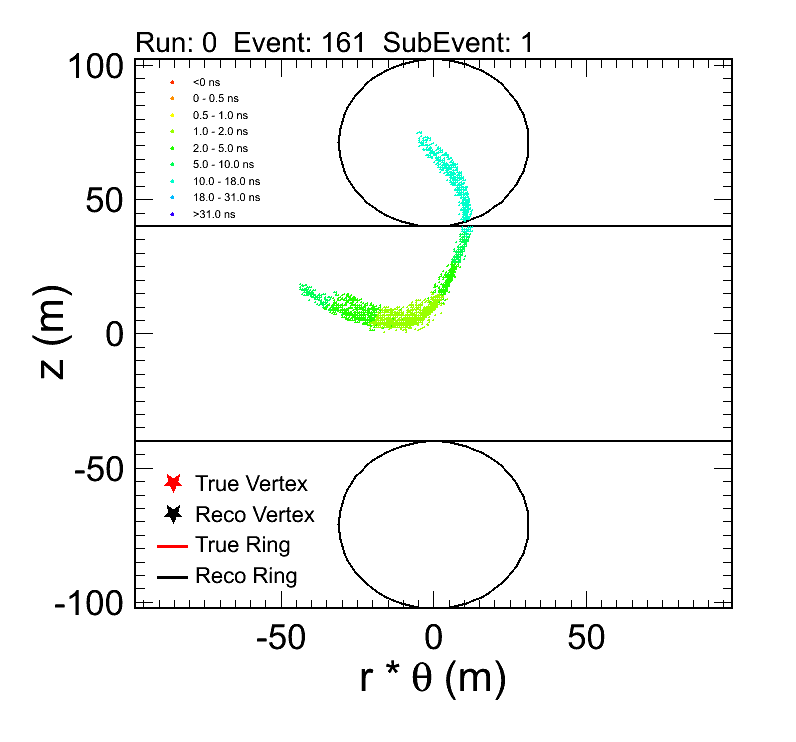 Run: 0  Event: 161  SubEvent: 1
100
50
0
-50
-100
z (m)
<0 ns
0 - 0.5 ns
0.5 - 1.0 ns
1.0 - 2.0 ns
2.0 - 5.0 ns
5.0 - 10.0 ns
10.0 - 18.0 ns
18.0 - 31.0 ns
>31.0 ns
True Vertex
Reco Vertex
True Ring
Reco Ring
-50 0 50
r * θ (m)